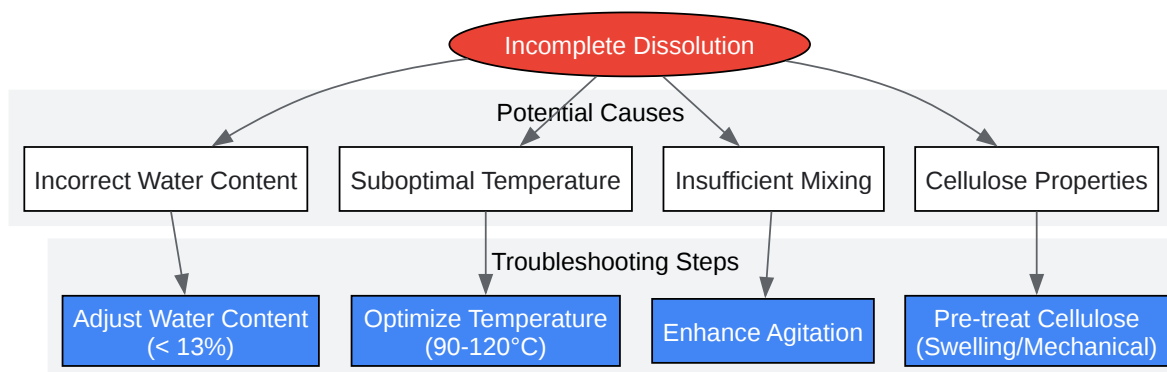 Incomplete Dissolution
Potential Causes
Incorrect Water Content
Suboptimal Temperature
Insufficient Mixing
Cellulose Properties
Troubleshooting Steps
Adjust Water Content
(< 13%)
Optimize Temperature
(90-120°C)
Enhance Agitation
Pre-treat Cellulose
(Swelling/Mechanical)